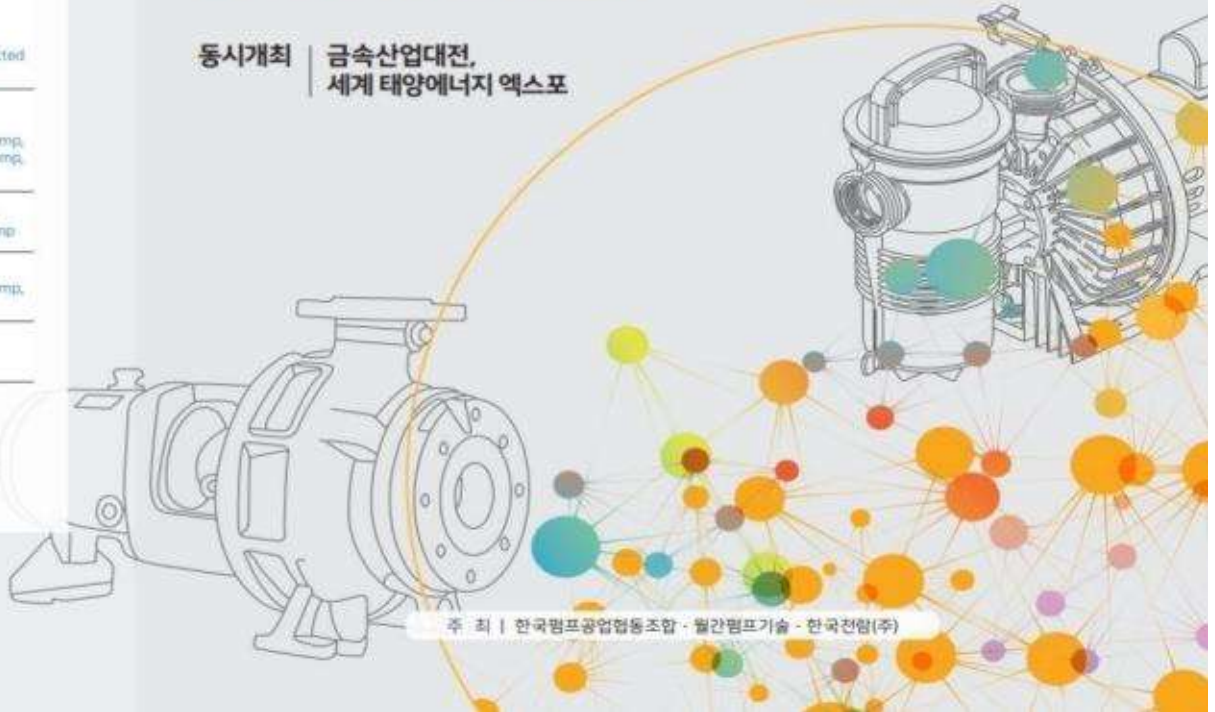 동시개최
금속산업대전,
세계 태양에너지 엑스포
주 최 | 한국펌프공업협동조합 - 월간펌프기술 - 한국전람(주)